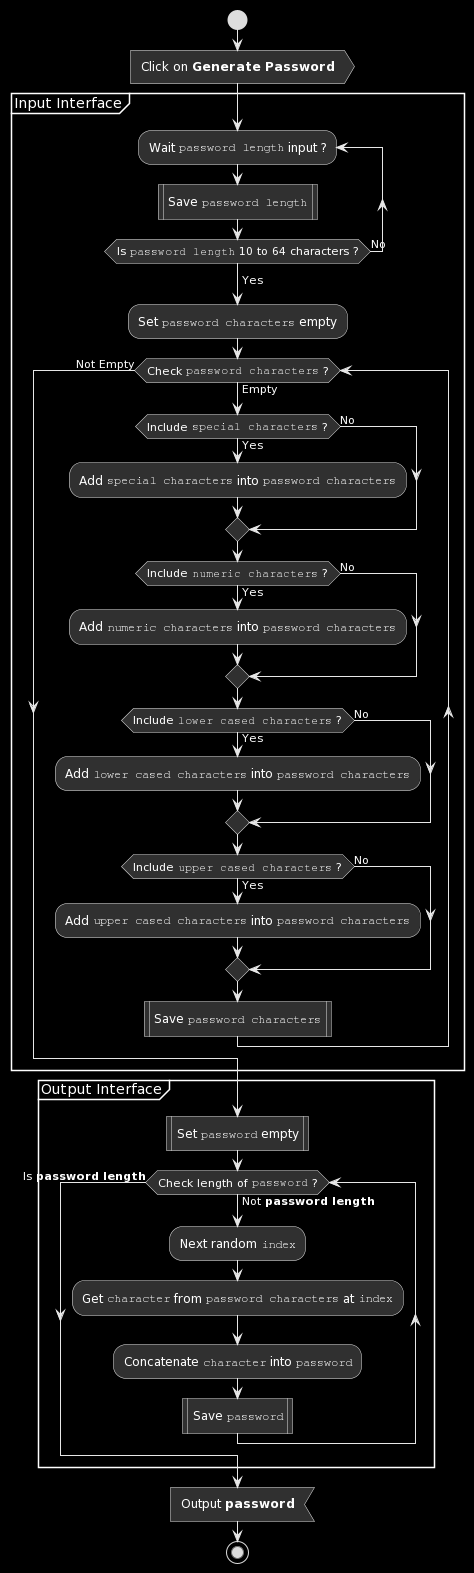 Click on Generate Password
Input Interface
Wait password length input ?
Save password length
Is password length 10 to 64 characters ?
No
Yes
Set password characters empty
Not Empty
Check password characters ?
Empty
Include special characters ?
No
Yes
Add special characters into password characters
Include numeric characters ?
No
Yes
Add numeric characters into password characters
Include lower cased characters ?
No
Yes
Add lower cased characters into password characters
Include upper cased characters ?
No
Yes
Add upper cased characters into password characters
Save password characters
Output Interface
Set password empty
Is password length
Check length of password ?
Not password length
Next random index
Get character from password characters at index
Concatenate character into password
Save password
Output password